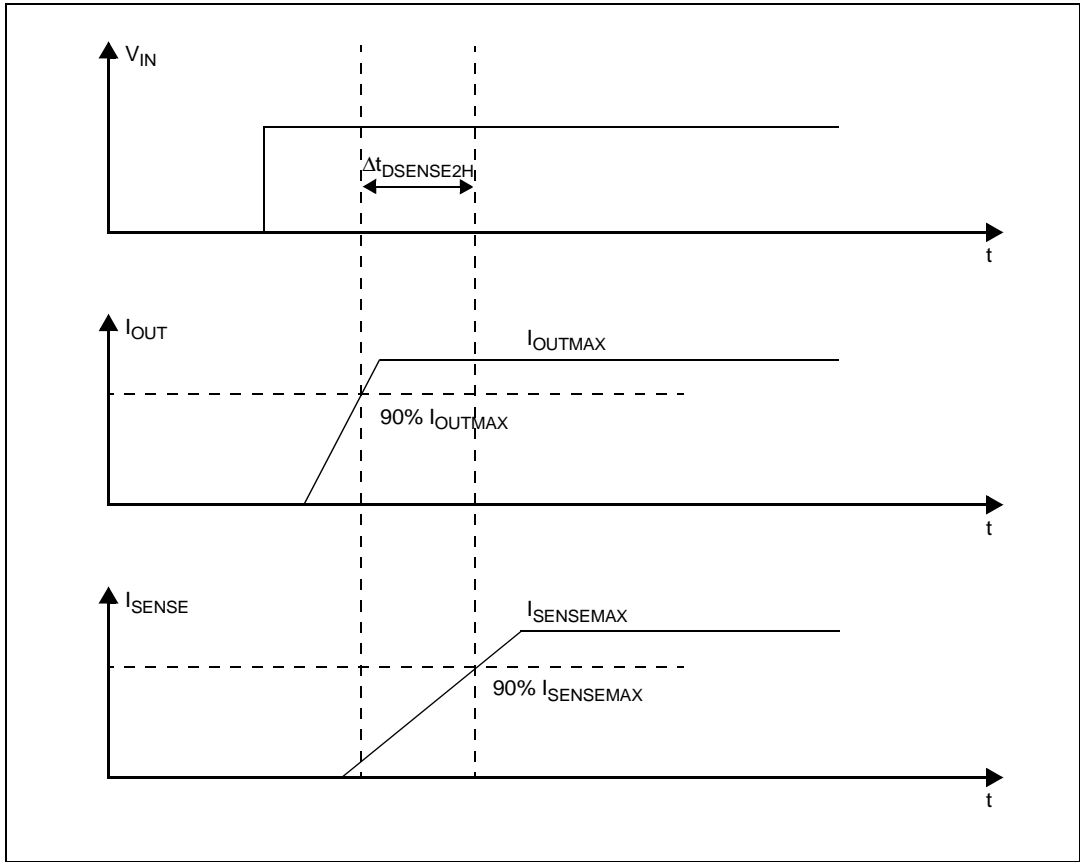 V_IN
Δt_DSENSE2H
t
I_OUT
I_OUTMAX
90% I_OUTMAX
t
I_SENSE
I_SENSEMAX
90% I_SENSEMAX
t